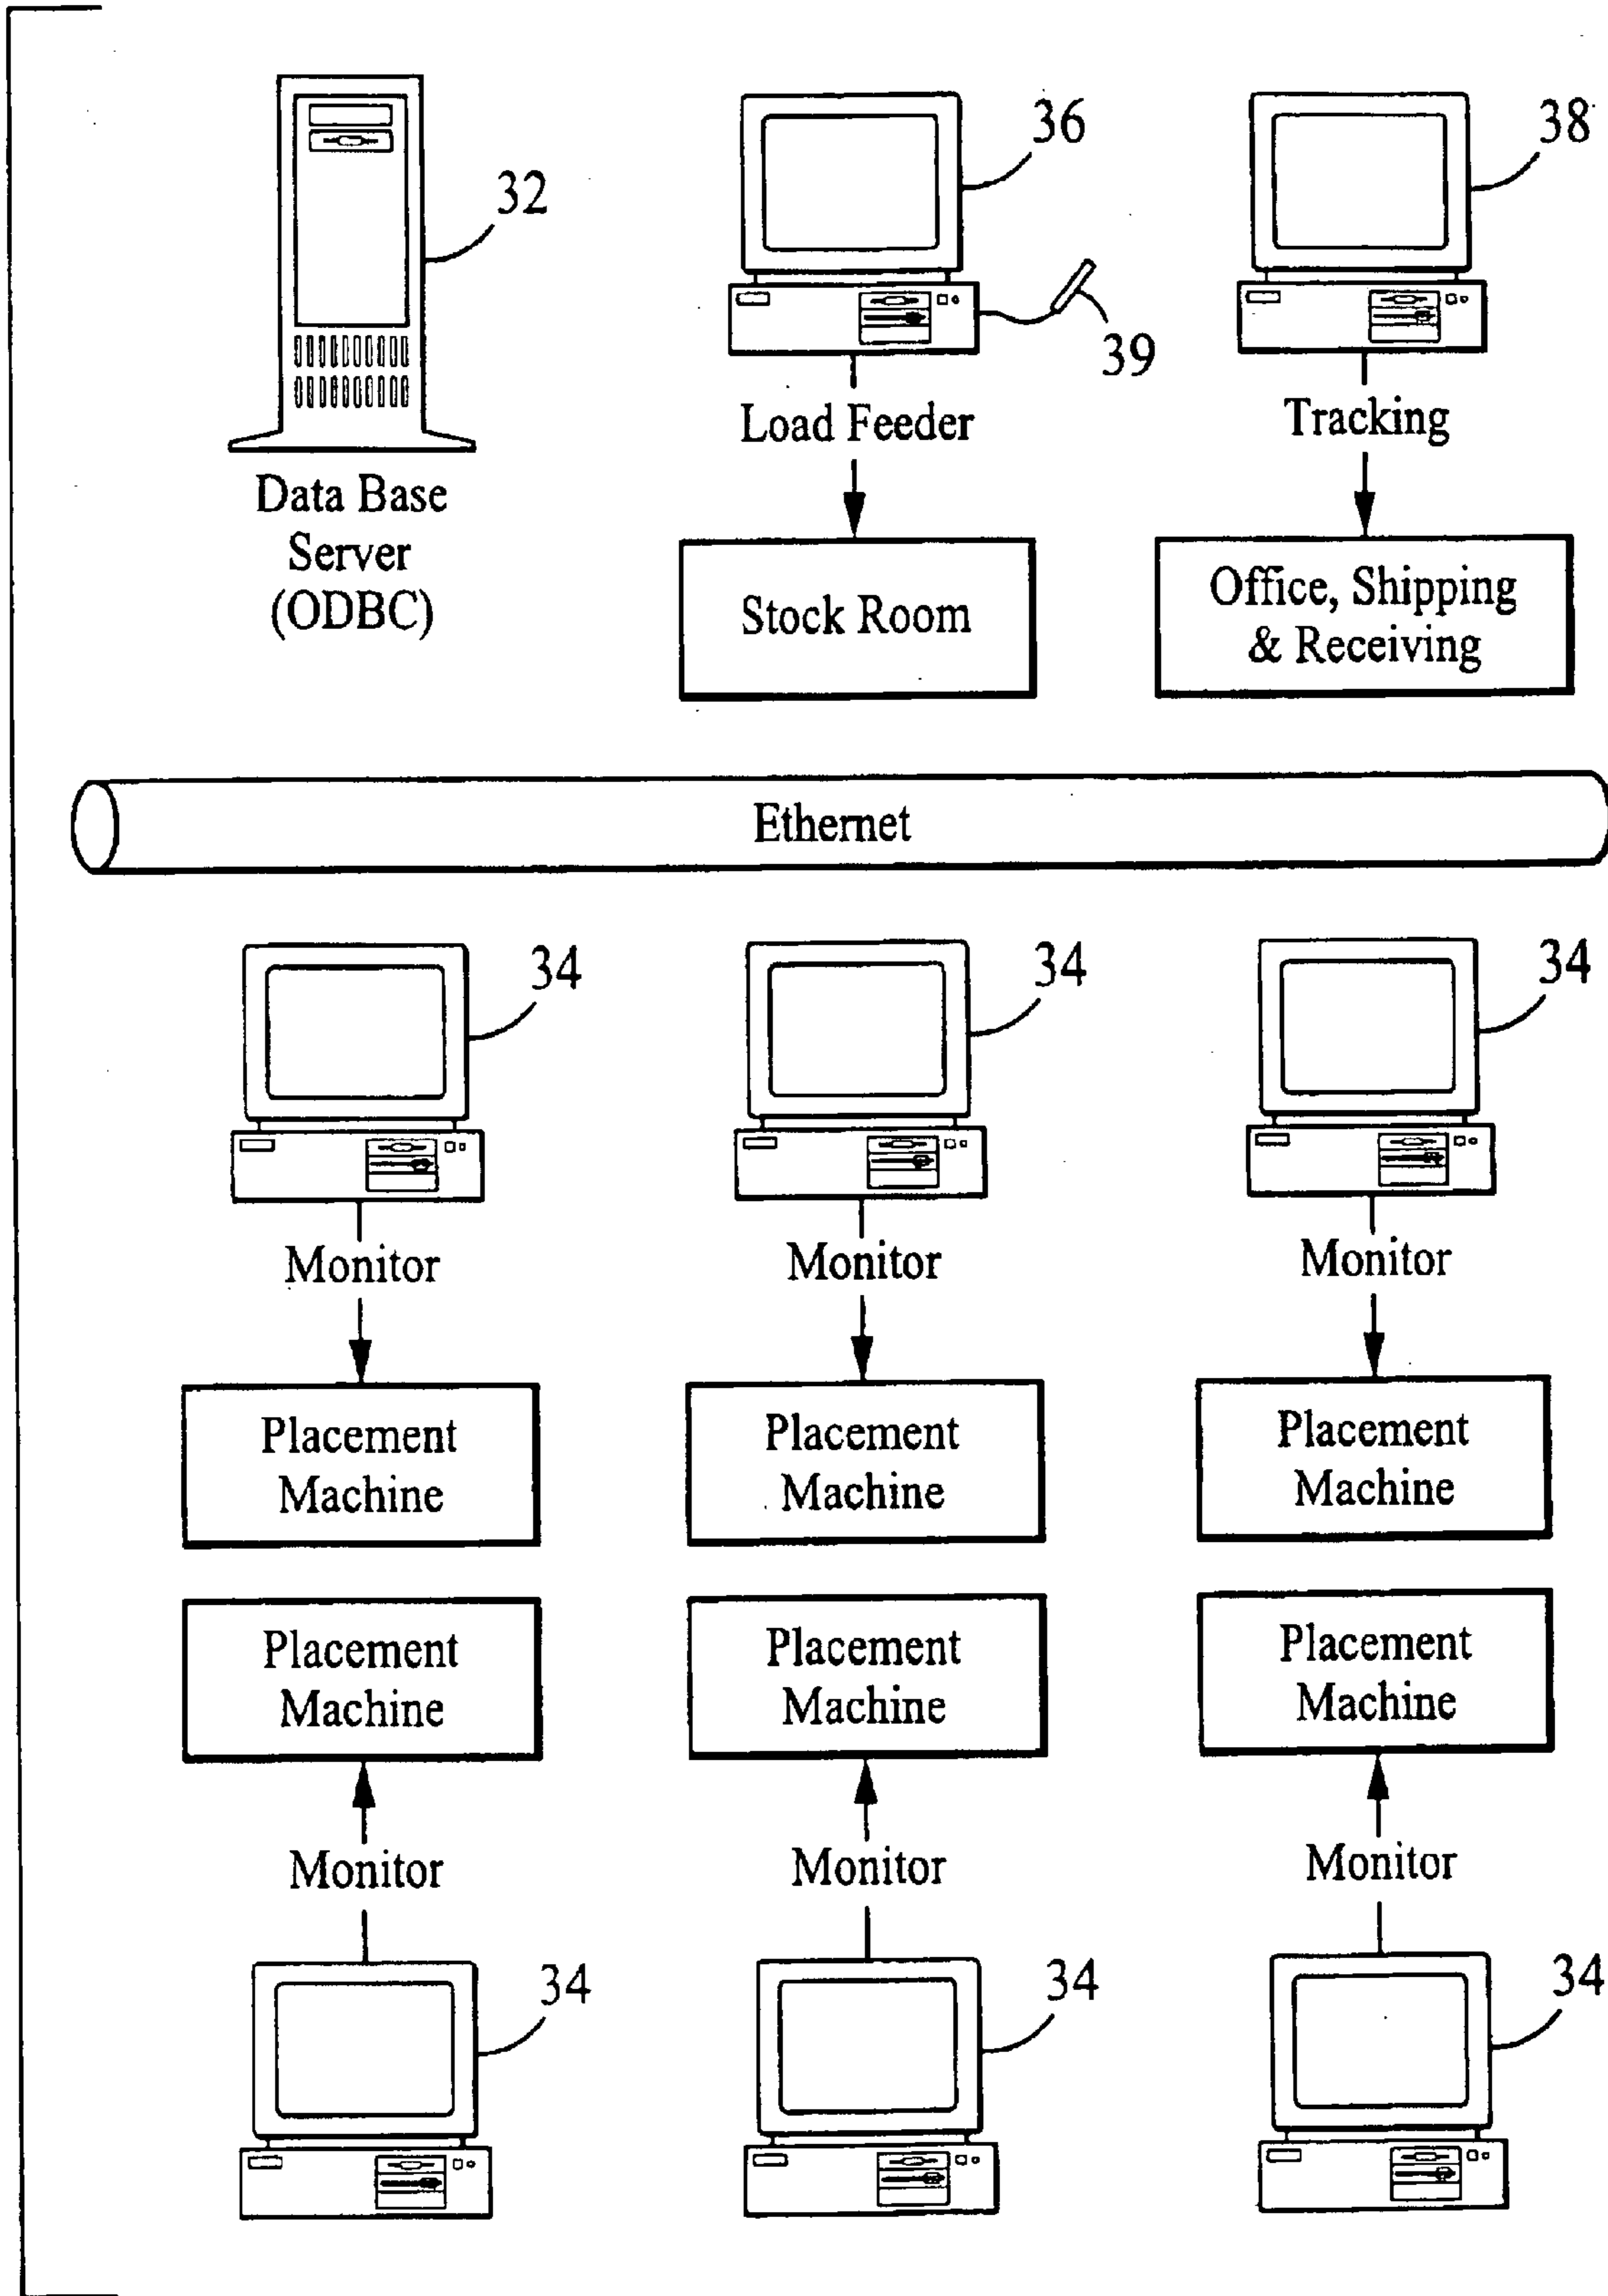 32
36
38
39
Data Base
Server
(ODBC)
Load Feeder
Tracking
Stock Room
Office, Shipping
& Receiving
Ethernet
34
34
34
Monitor
Monitor
Monitor
Placement
Machine
Placement
Machine
Placement
Machine
Placement
Machine
Placement
Machine
Placement
Machine
Monitor
Monitor
Monitor
34
34
34